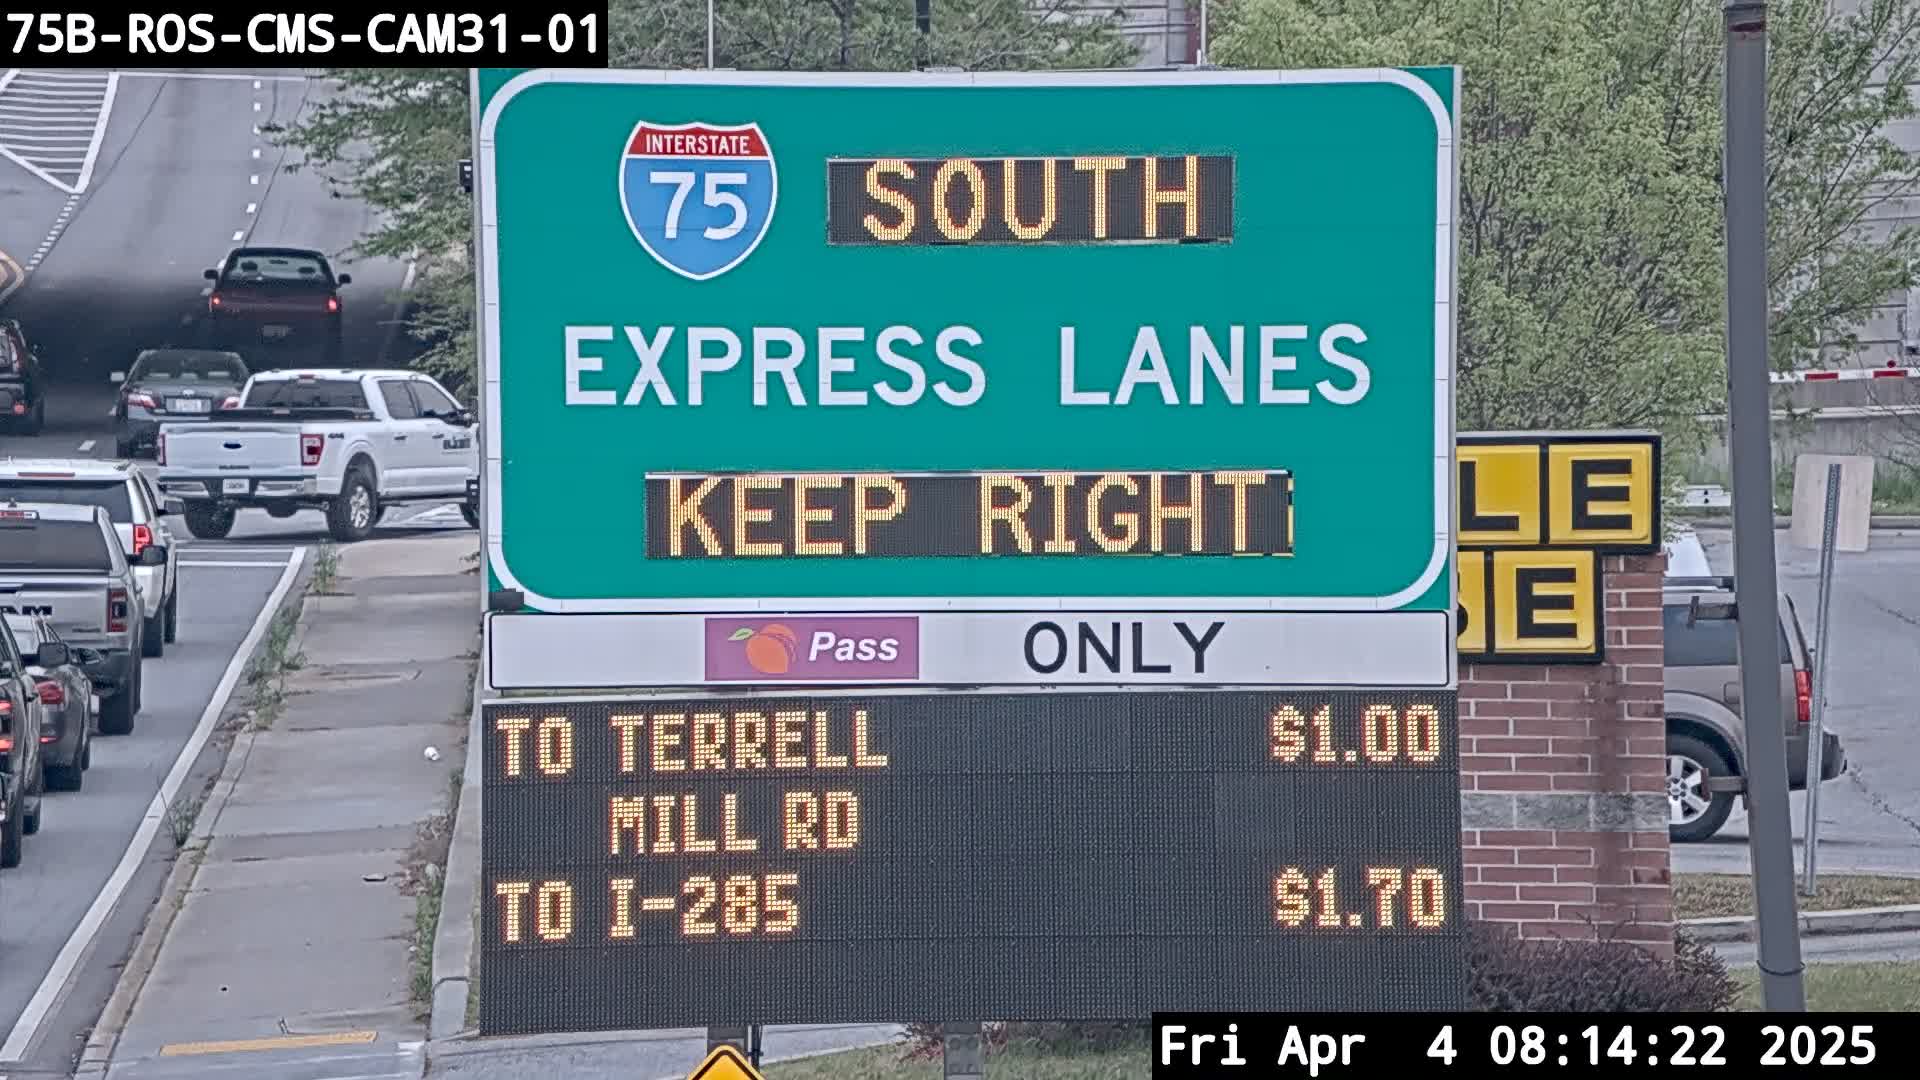 75B-ROS-CMS-CAM31-01
INTERSTATE
75
SOUTH
EXPRESS LANES
KEEP RIGHT
Pass ONLY
TO TERRELL $1.00
MILL RD
TO I-285 $1.70
LE
E
Fri Apr 4 08:14:22 2025